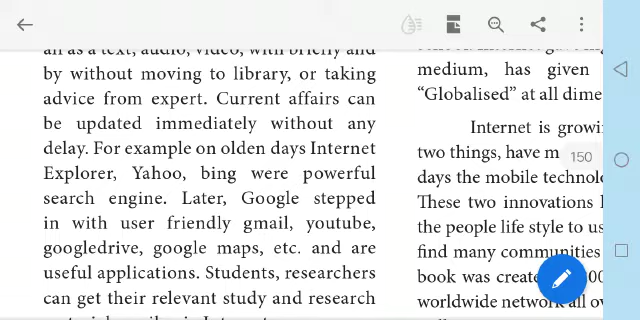 by without moving to library, or taking
advice from expert. Current affairs can
be updated immediately without any
delay. For example on olden days Internet
Explorer, Yahoo, bing were powerful
search engine. Later, Google stepped
in with user friendly gmail, youtube,
googledrive, google maps, etc. and are
useful applications. Students, researchers
can get their relevant study and research
medium, has given
“Globalised” at all dime
Internet is growi
two things, have m
150
days the mobile technolo
These two innovations
the people life style to us
find many communities
book was create
worldwide network all ov